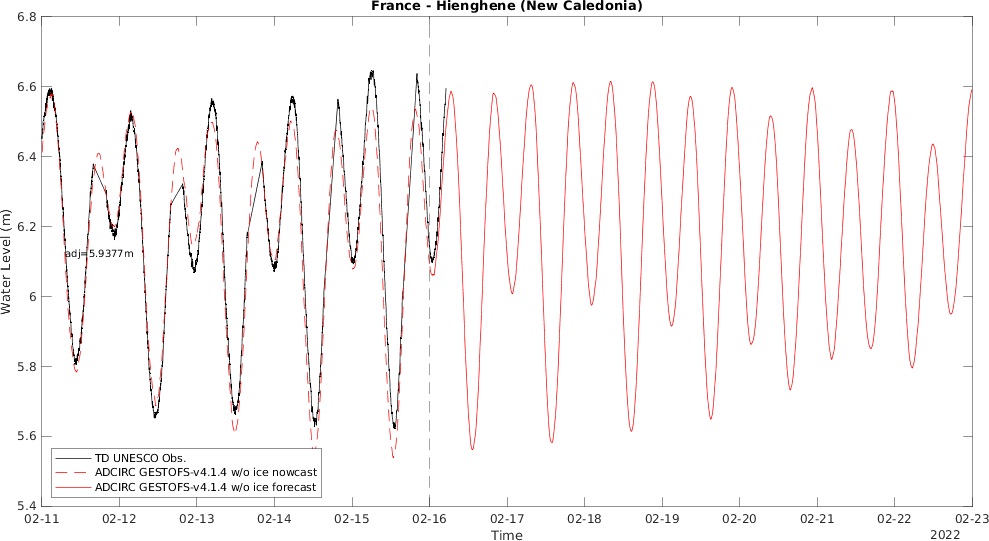 France - Hienghene (New Caledonia)
6.8
6.6
6.4
6.2
6
5.8
5.6
5.4
Water Level (m)
adj=5.9377m
TD UNESCO Obs.
ADCIRC GESTOFS-v4.1.4 w/o ice nowcast
ADCIRC GESTOFS-v4.1.4 w/o ice forecast
02-11 02-12 02-13 02-14 02-15 02-16 02-17 02-18 02-19 02-20 02-21 02-22 02-23
Time
2022